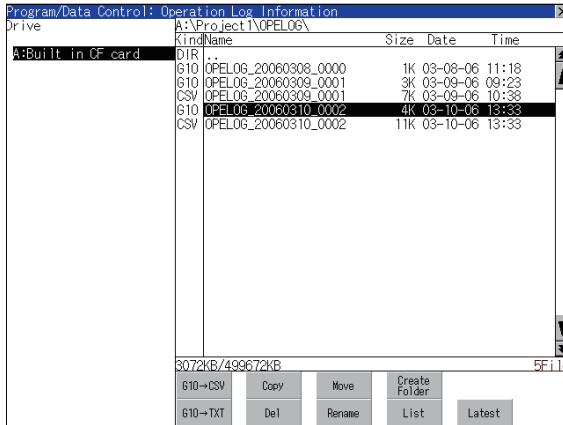 Program/Data Control: Operation Log Information
Drive
A:\Project1\OPELOG\
Kind Name Size Date Time
A:Built in CF card
DIR ..
G10 OPELOG_20060308_0000 1K 03-08-06 11:18
G10 OPELOG_20060309_0001 3K 03-09-06 09:23
CSV OPELOG_20060309_0001 7K 03-09-06 10:38
G10 OPELOG_20060310_0002 4K 03-10-06 13:33
CSV OPELOG_20060310_0002 11K 03-10-06 13:33
3072KB/499672KB 5Fil
G10→CSV Copy Move Create Folder
G10→TXT Del Rename List Latest